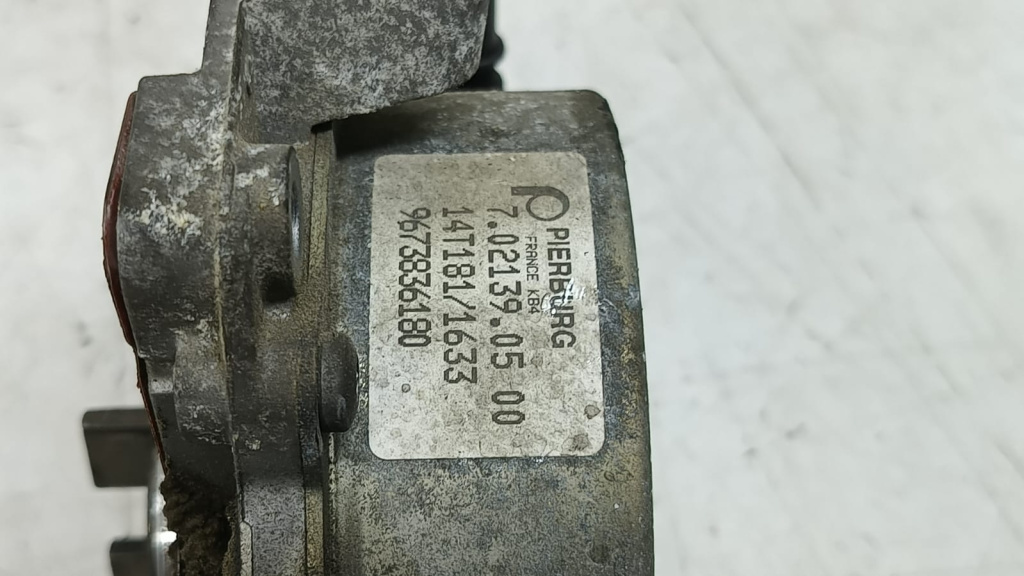 PIERBURG
FRANCE KB4
7.02139.05 00
14T181/1633
9673836180